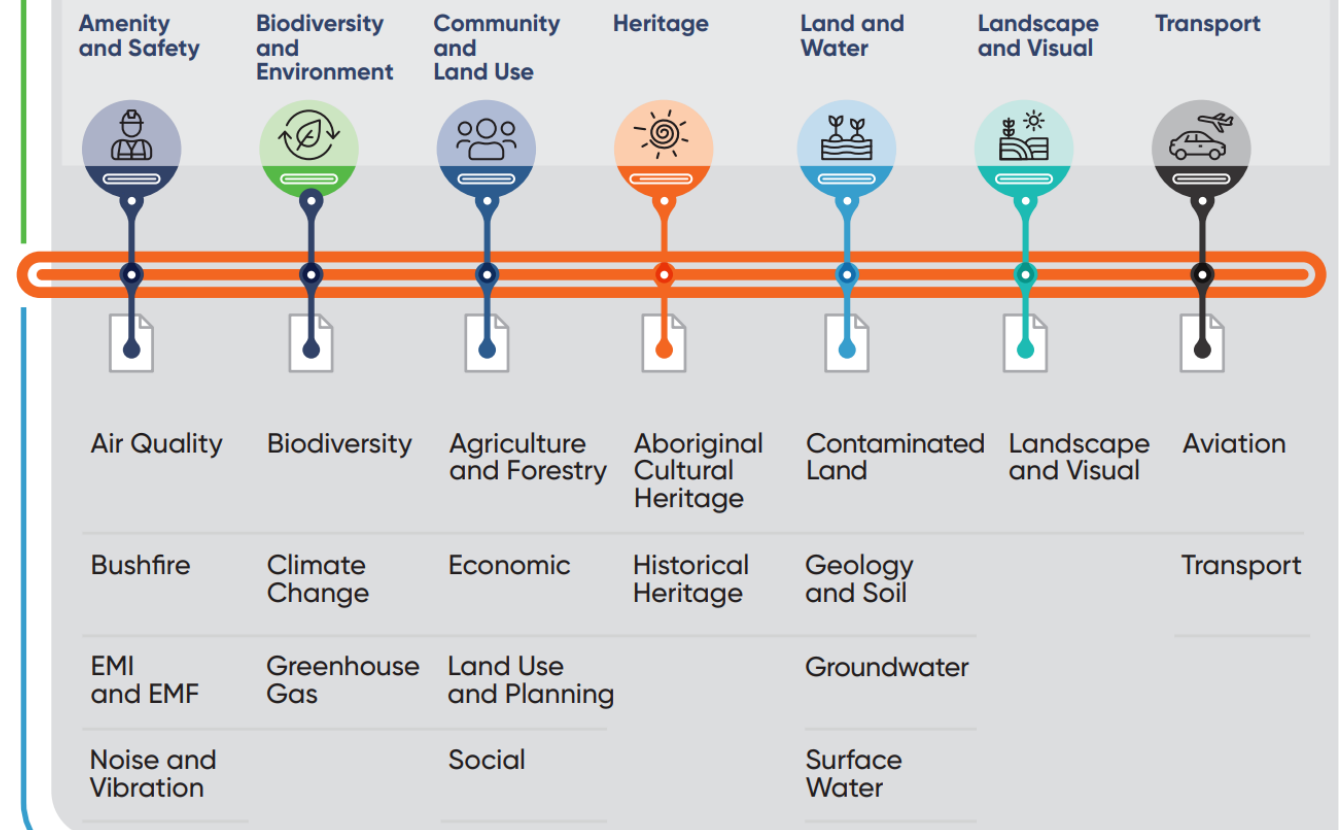 Amenity
and Safety
Biodiversity
and
Environment
Community
and
Land Use
Heritage
Land and
Water
Landscape
and Visual
Transport
Air Quality
Biodiversity
Agriculture
and Forestry
Aboriginal
Cultural
Heritage
Contaminated
Land
Landscape
and Visual
Aviation
Bushfire
Climate
Change
Economic
Historical
Heritage
Geology
and Soil
Transport
EMI
and EMF
Greenhouse
Gas
Land Use
and Planning
Groundwater
Noise and
Vibration
Social
Surface
Water